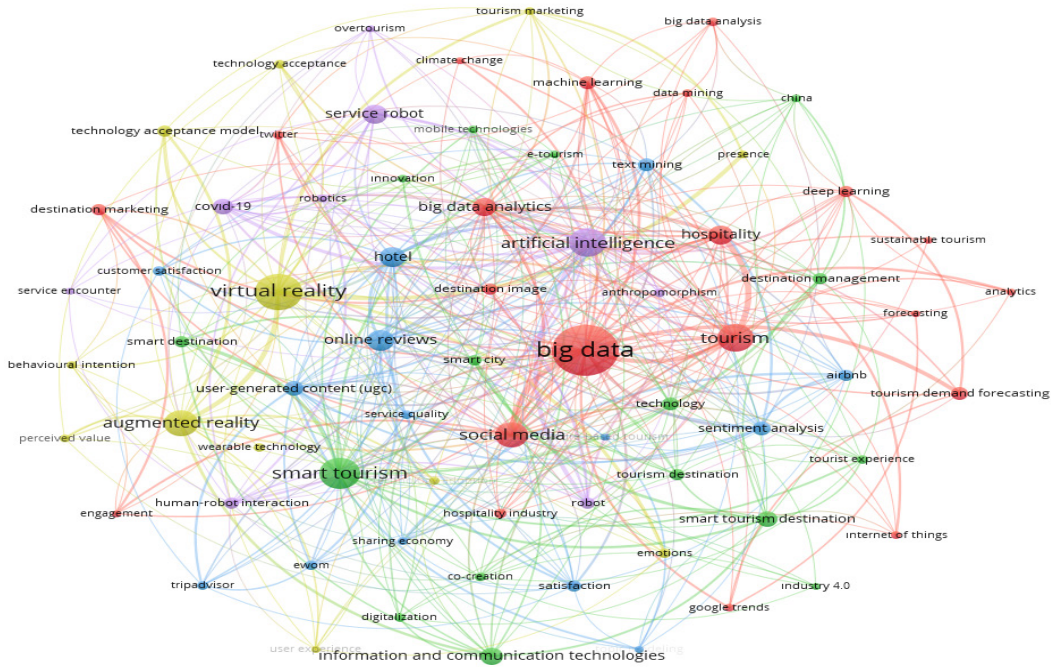 tourism marketing
big data analysis
overtourism
climate change
technology acceptance
machine learning
data mining
china
service robot
mobile technologies
technology acceptance model
twitter
e-tourism
text mining
presence
innovation
deep learning
robotics
covid-19
big data analytics
destination marketing
hospitality
artificial intelligence
sustainable tourism
hotel
customer satisfaction
destination management
service encounter
virtual reality
destination image
anthropomorphism
analytics
forecasting
smart destination
online reviews
big data
tourism
smart city
behavioural intention
airbnb
user-generated content (ugc)
tourism demand forecasting
technology
service quality
augmented reality
sentiment analysis
perceived value
social media
wearable technology
tourist experience
smart tourism
tourism destination
human-robot interaction
robot
engagement
hospitality industry
smart tourism destination
internet of things
sharing economy
emotions
ewom
co-creation
tripadvisor
satisfaction
industry 4.0
google trends
digitalization
user experience
information and communication technologies